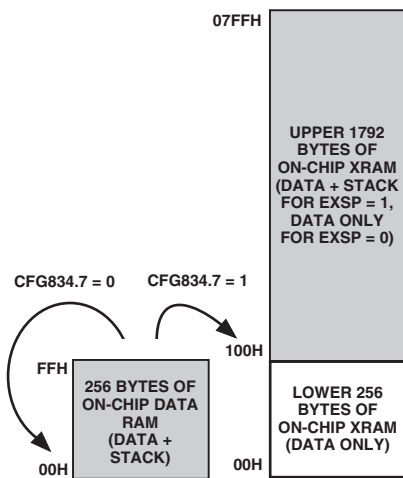 07FFH
UPPER 1792
BYTES OF
ON-CHIP XRAM
(DATA + STACK
FOR EXSP = 1,
DATA ONLY
FOR EXSP = 0)
CFG834.7 = 0
CFG834.7 = 1
100H
FFH
256 BYTES OF
ON-CHIP DATA
RAM
(DATA +
STACK)
00H
LOWER 256
BYTES OF
ON-CHIP XRAM
(DATA ONLY)
00H